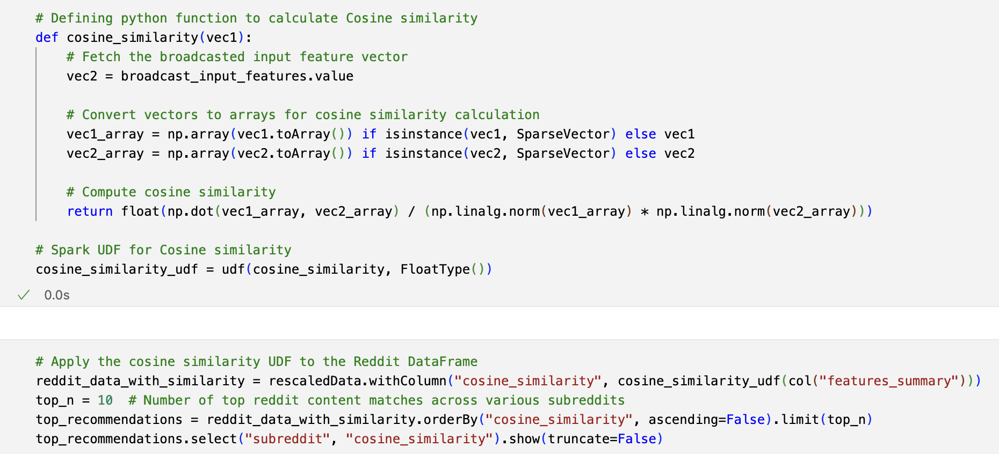 # Defining python function to calculate Cosine similarity
def cosine_similarity(vec1):
    # Fetch the broadcasted input feature vector
    vec2 = broadcast_input_features.value
    # Convert vectors to arrays for cosine similarity calculation
    vec1_array = np.array(vec1.toArray()) if isinstance(vec1, SparseVector) else vec1
    vec2_array = np.array(vec2.toArray()) if isinstance(vec2, SparseVector) else vec2
    # Compute cosine similarity
    return float(np.dot(vec1_array, vec2_array) / (np.linalg.norm(vec1_array) * np.linalg.norm(vec2_array)))
# Spark UDF for Cosine similarity
cosine_similarity_udf = udf(cosine_similarity, FloatType())
✓ 0.0s
# Apply the cosine similarity UDF to the Reddit DataFrame
reddit_data_with_similarity = rescaledData.withColumn("cosine_similarity", cosine_similarity_udf(col("features_summary")))
top_n = 10  # Number of top reddit content matches across various subreddits
top_recommendations = reddit_data_with_similarity.orderBy("cosine_similarity", ascending=False).limit(top_n)
top_recommendations.select("subreddit", "cosine_similarity").show(truncate=False)